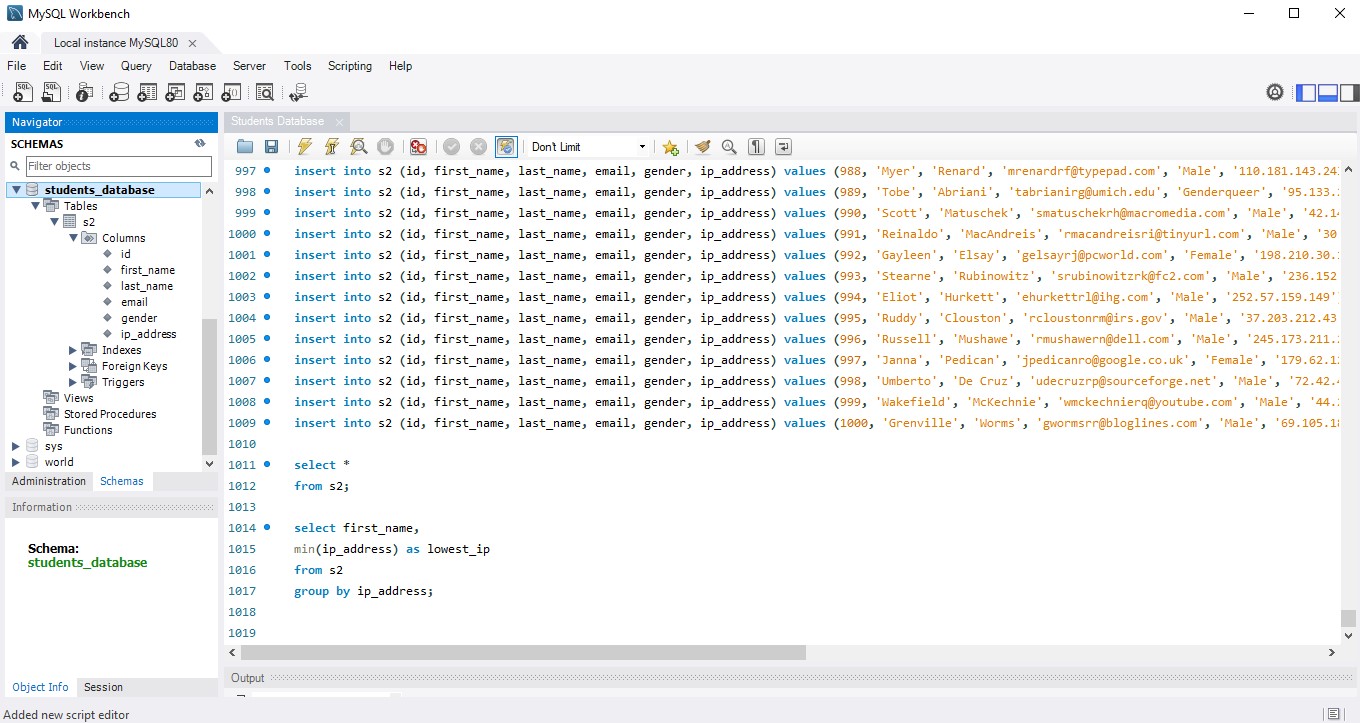 MySQL Workbench
Local instance MySQL80
File Edit View Query Database Server Tools Scripting Help
Navigator
SCHEMAS
Filter objects
students_database
Tables
s2
Columns
id
first_name
last_name
email
gender
ip_address
Indexes
Foreign Keys
Triggers
Views
Stored Procedures
Functions
sys
world
Administration Schemas
Information
Schema:
students_database
Object Info Session
Students Database
Don't Limit
997 insert into s2 (id, first_name, last_name, email, gender, ip_address) values (988, 'Myer', 'Renard', 'mrenardrf@typepad.com', 'Male', '110.181.143.24
998 insert into s2 (id, first_name, last_name, email, gender, ip_address) values (989, 'Tobe', 'Abriani', 'tabrianirg@umich.edu', 'Genderqueer', '95.133.
999 insert into s2 (id, first_name, last_name, email, gender, ip_address) values (990, 'Scott', 'Matuschek', 'smatuschekrh@macromedia.com', 'Male', '42.14
1000 insert into s2 (id, first_name, last_name, email, gender, ip_address) values (991, 'Reinaldo', 'MacAndreis', 'rmacandreisri@tinyurl.com', 'Male', '30
1001 insert into s2 (id, first_name, last_name, email, gender, ip_address) values (992, 'Gayleen', 'Elsay', 'gelsayrj@pcworld.com', 'Female', '198.210.30.
1002 insert into s2 (id, first_name, last_name, email, gender, ip_address) values (993, 'Stearne', 'Rubinowitz', 'srubinowitzrk@fc2.com', 'Male', '236.152
1003 insert into s2 (id, first_name, last_name, email, gender, ip_address) values (994, 'Eliot', 'Hurkett', 'ehurkettrl@ihg.com', 'Male', '252.57.159.149'
1004 insert into s2 (id, first_name, last_name, email, gender, ip_address) values (995, 'Ruddy', 'Clouston', 'rcloustonrm@irs.gov', 'Male', '37.203.212.43
1005 insert into s2 (id, first_name, last_name, email, gender, ip_address) values (996, 'Russell', 'Mushawe', 'rmushawern@dell.com', 'Male', '245.173.211.
1006 insert into s2 (id, first_name, last_name, email, gender, ip_address) values (997, 'Janna', 'Pedican', 'jpedicanro@google.co.uk', 'Female', '179.62.12
1007 insert into s2 (id, first_name, last_name, email, gender, ip_address) values (998, 'Umberto', 'De Cruz', 'udecruzrp@sourceforge.net', 'Male', '72.42.
1008 insert into s2 (id, first_name, last_name, email, gender, ip_address) values (999, 'Wakefield', 'McKechnie', 'wmckechnierq@youtube.com', 'Male', '44.
1009 insert into s2 (id, first_name, last_name, email, gender, ip_address) values (1000, 'Grenville', 'Worms', 'gwormsrr@bloglines.com', 'Male', '69.105.18
1010
1011 select *
1012 from s2;
1013
1014 select first_name,
1015 min(ip_address) as lowest_ip
1016 from s2
1017 group by ip_address;
1018
1019
Output
Added new script editor